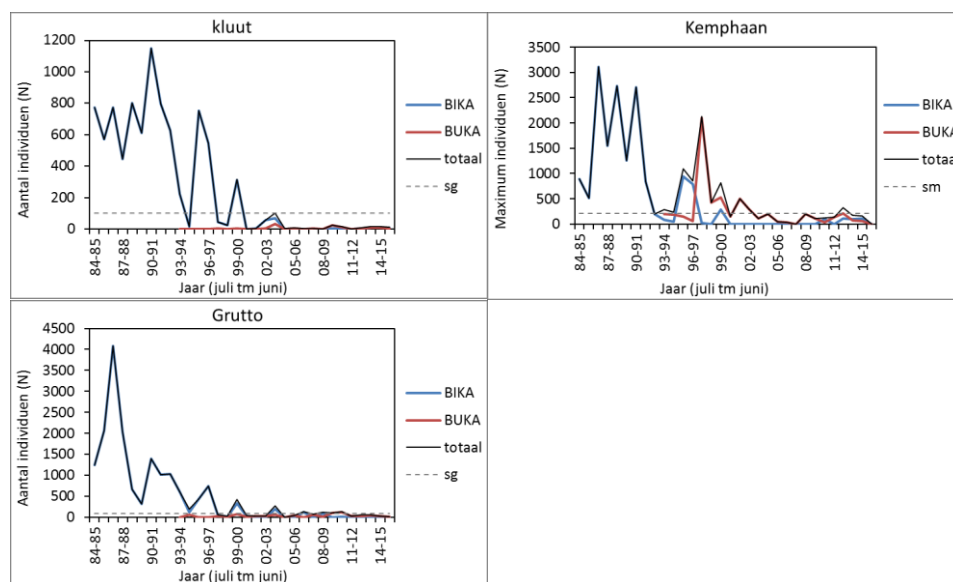 kluut
Aantal individuen (N)
1200
1000
800
600
400
200
0
84-85
87-88
90-91
93-94
96-97
99-00
02-03
05-06
08-09
11-12
14-15
Jaar (juli tm juni)
BIKA
BUKA
totaal
sg
Kemphaan
Maximum individuen (N)
3500
3000
2500
2000
1500
1000
500
0
84-85
87-88
90-91
93-94
96-97
99-00
02-03
05-06
08-09
11-12
14-15
Jaar (juli tm juni)
BIKA
BUKA
totaal
sm
Grutto
Aantal individuen (N)
4500
4000
3500
3000
2500
2000
1500
1000
500
0
84-85
87-88
90-91
93-94
96-97
99-00
02-03
05-06
08-09
11-12
14-15
Jaar (juli tm juni)
BIKA
BUKA
totaal
sg